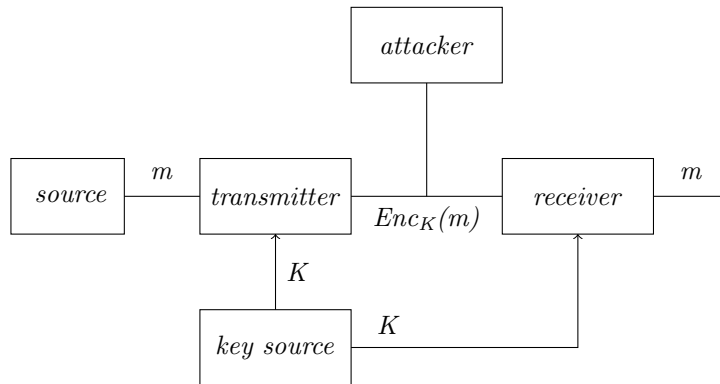 attacker
m
m
source
transmitter
receiver
Enc_K(m)
K
K
key source